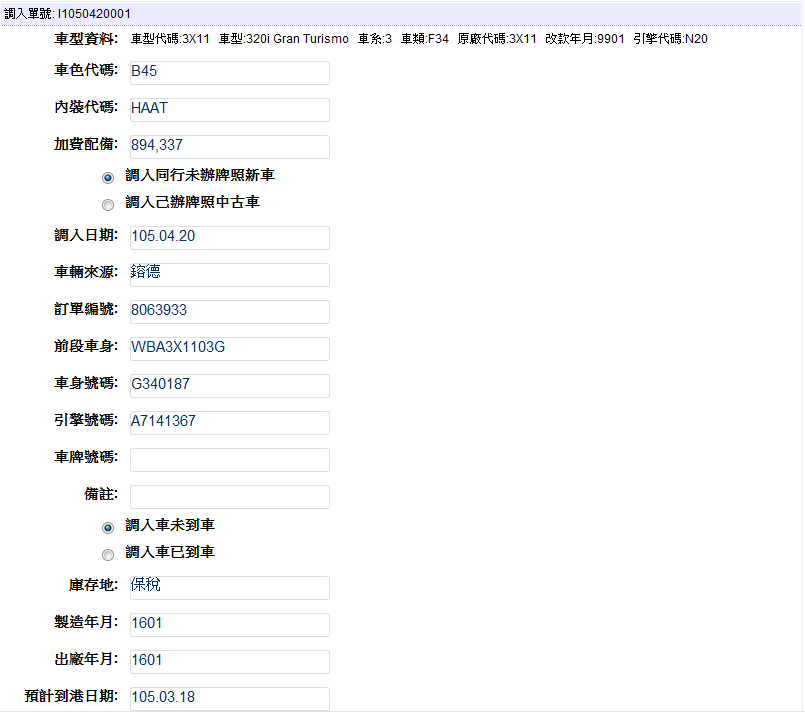 調入單號: I1050420001
車型資料: 車型代碼:3X11 車型:320i Gran Turismo 車系:3 車類:F34 原廠代碼:3X11 改款年月:9901 引擎代碼:N20
車色代碼: B45
內裝代碼: HAAT
加費配備: 894,337
調入同行未辦牌照新車
調入已辦牌照中古車
調入日期: 105.04.20
車輛來源: 鎔德
訂單編號: 8063933
前段車身: WBA3X1103G
車身號碼: G340187
引擎號碼: A7141367
車牌號碼:
備註:
調入車未到車
調入車已到車
庫存地: 保稅
製造年月: 1601
出廠年月: 1601
預計到港日期: 105.03.18